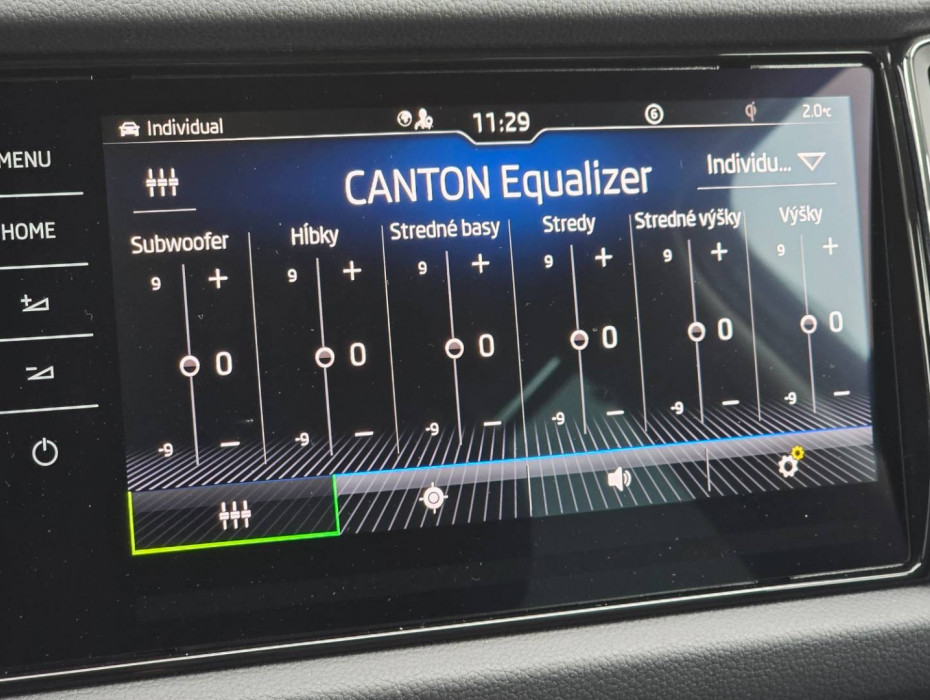 Individual
11:29
6
2.0°C
MENU
HOME
CANTON Equalizer
Individu...
Subwoofer
Hĺbky
Stredné basy
Stredy
Stredné výšky
Výšky
9 + 9 + 9 + 9 + 9 + 9 +
0 0 0 0 0 0
-9 − -9 − -9 − -9 − -9 − -9 −